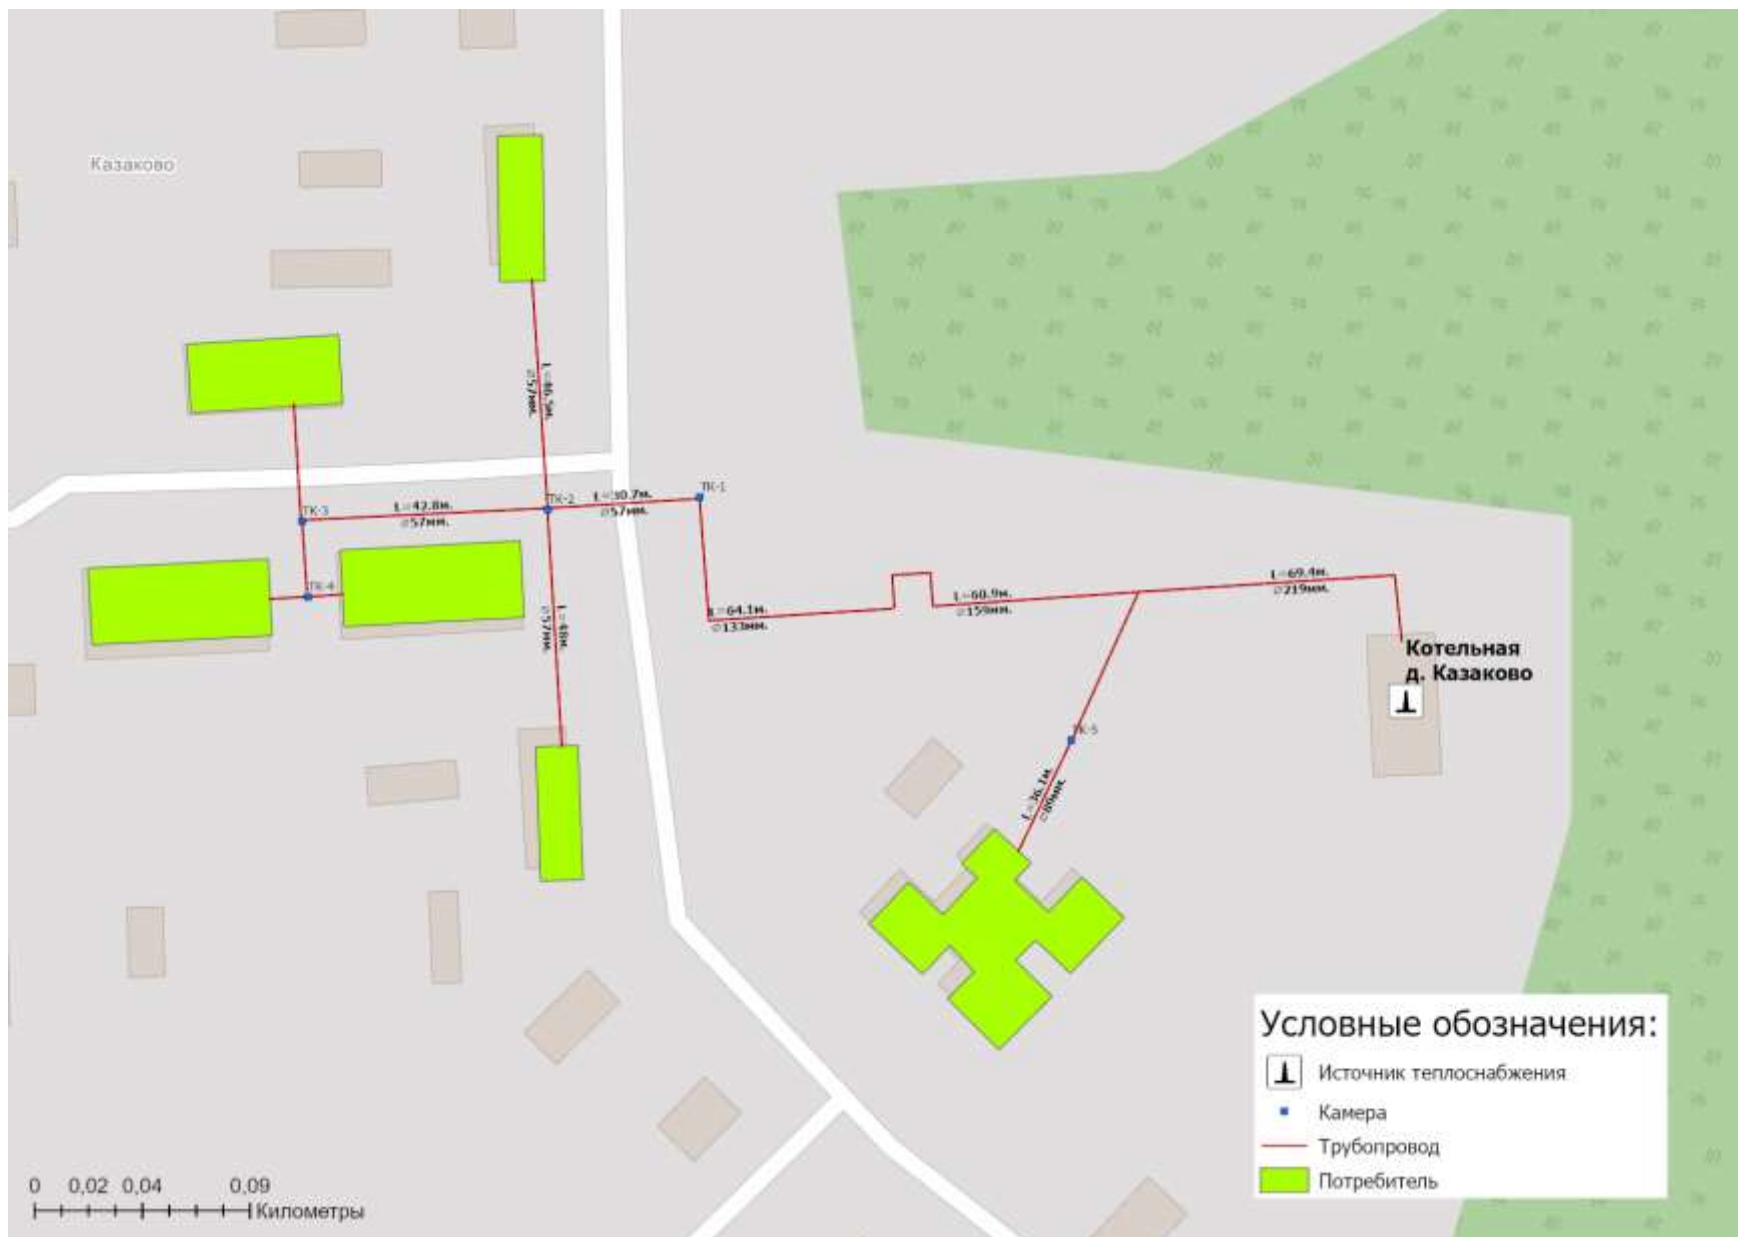 Казаково
L=46.5м.
⌀57мм.
ТК-1
ТК-2
L=30.7м.
⌀57мм.
ТК-3
L=42.8м.
⌀57мм.
ТК-4
L=48м.
⌀57мм.
L=64.1м.
⌀133мм.
L=60.9м.
⌀159мм.
L=69.4м.
⌀219мм.
Котельная
д. Казаково
ТК-5
L=36.1м.
⌀89мм.
Условные обозначения:
Источник теплоснабжения
Камера
Трубопровод
Потребитель
0 0,02 0,04 0,09
Километры